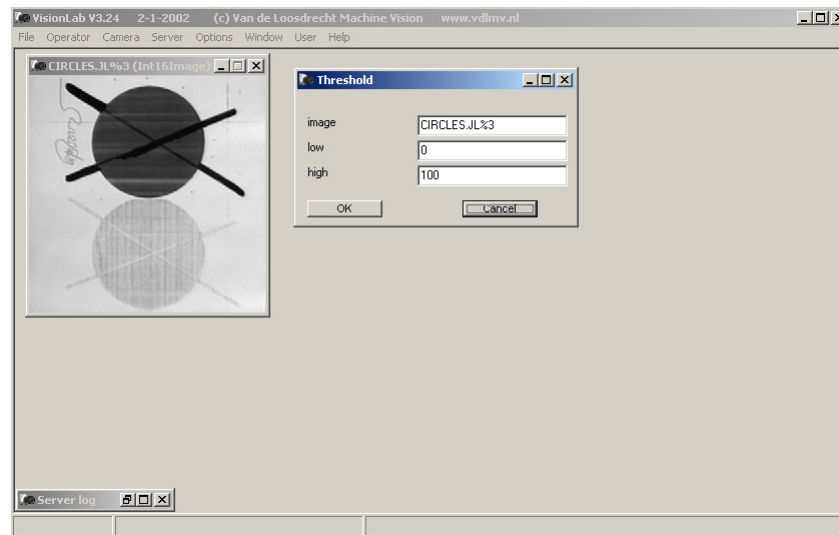 VisionLab V3.24 2-1-2002 (c) Van de Loosdrecht Machine Vision www.vdlmv.nl
File Operator Camera Server Options Window User Help
CIRCLES.JL%3 (Int16Image)
Threshold
image CIRCLES.JL%3
low 0
high 100
OK Cancel
Server log